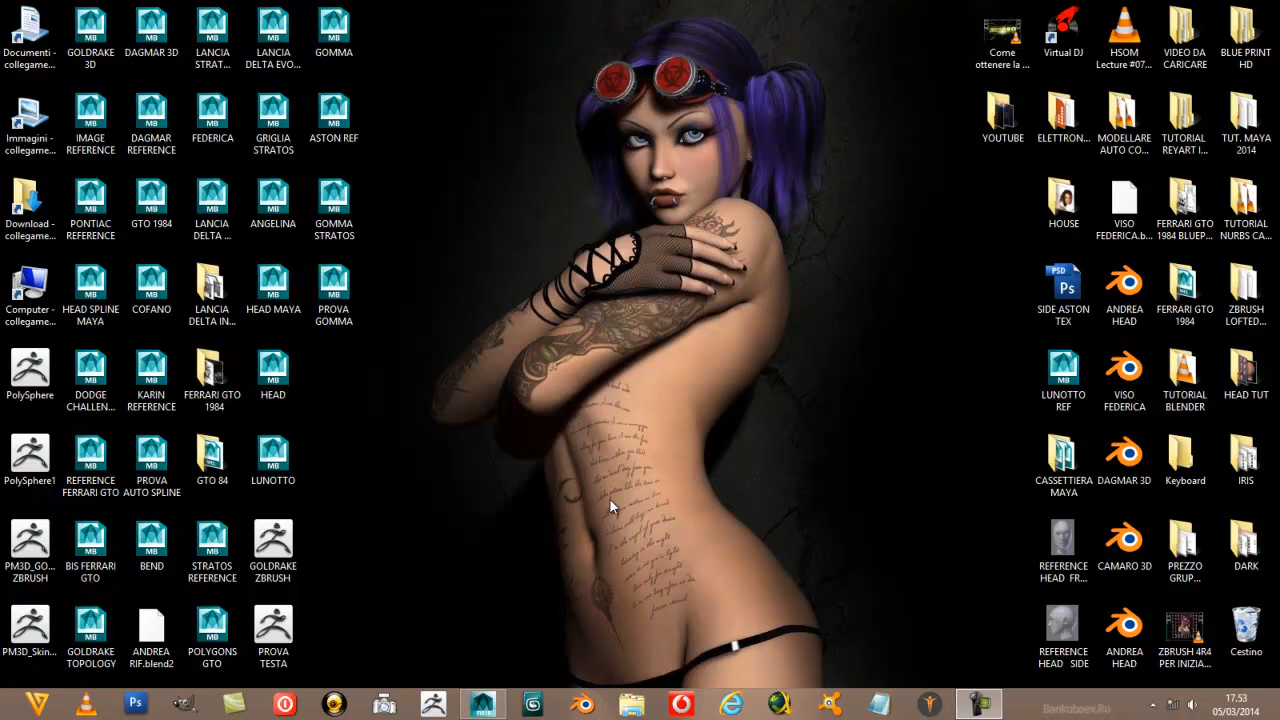 Documenti -
collegame...
GOLDRAKE
3D
DAGMAR 3D
LANCIA
STRAT...
LANCIA
DELTA EVO...
GOMMA
Come
ottenere la ...
Virtual DJ
HSOM
Lecture #07...
VIDEO DA
CARICARE
BLUE PRINT
HD
Immagini -
collegame...
IMAGE
REFERENCE
DAGMAR
REFERENCE
FEDERICA
GRIGLIA
STRATOS
ASTON REF
YOUTUBE
ELETTRON...
MODELLARE
AUTO CO...
TUTORIAL
REYART I...
TUT. MAYA
2014
Download -
collegame...
PONTIAC
REFERENCE
GTO 1984
LANCIA
DELTA ...
ANGELINA
GOMMA
STRATOS
HOUSE
VISO
FEDERICA.b...
FERRARI GTO
1984 BLUEP...
TUTORIAL
NURBS CA...
Computer -
collegame...
HEAD SPLINE
MAYA
COFANO
LANCIA
DELTA IN...
HEAD MAYA
PROVA
GOMMA
PSD
Ps
SIDE ASTON
TEX
ANDREA
HEAD
FERRARI GTO
1984
ZBRUSH
LOFTED...
PolySphere
DODGE
CHALLEN...
KARIN
REFERENCE
FERRARI GTO
1984
HEAD
LUNOTTO
REF
VISO
FEDERICA
TUTORIAL
BLENDER
HEAD TUT
PolySphere1
REFERENCE
FERRARI GTO
PROVA
AUTO SPLINE
GTO 84
LUNOTTO
CASSETTIERA
MAYA
DAGMAR 3D
Keyboard
IRIS
PM3D_GO...
ZBRUSH
BIS FERRARI
GTO
BEND
STRATOS
REFERENCE
GOLDRAKE
ZBRUSH
REFERENCE
HEAD FR...
CAMARO 3D
PREZZO
GRUP...
DARK
PM3D_Skin...
GOLDRAKE
TOPOLOGY
ANDREA
RIF.blend2
POLYGONS
GTO
PROVA
TESTA
REFERENCE
HEAD SIDE
ANDREA
HEAD
ZBRUSH 4R4
PER INIZIA...
Cestino
Ps
Bankoboev.Ru
17.53
05/03/2014